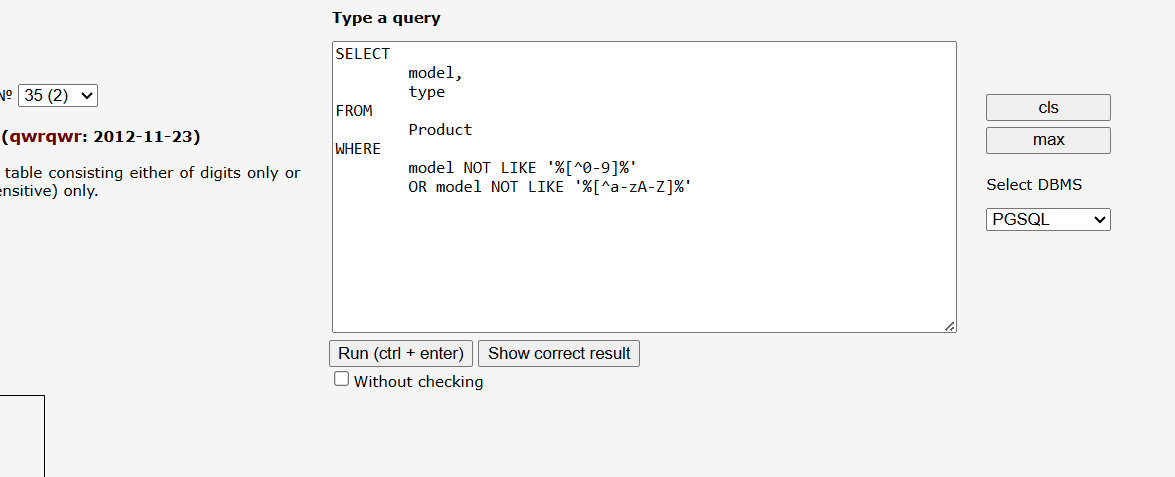 Type a query
SELECT
model,
type
FROM
Product
WHERE
model NOT LIKE '%[^0-9]%'
OR model NOT LIKE '%[^a-zA-Z]%'
Nº 35 (2)
(qwrqwr: 2012-11-23)
table consisting either of digits only or
only.
cls
max
Select DBMS
PGSQL
Run (ctrl + enter) Show correct result
Without checking